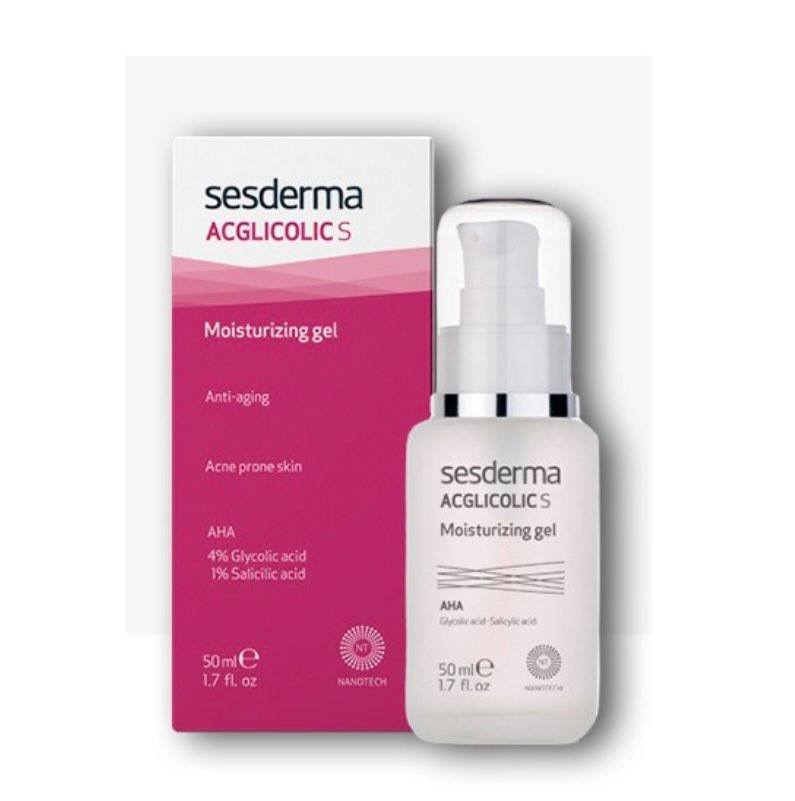 sesderma
ACGLICOLIC S
Moisturizing gel
Anti-aging
Acne prone skin
AHA
4% Glycolic acid
1% Salicilic acid
50 ml e
1.7 fl. oz
NT
NANOTECH
sesderma
ACGLICOLIC S
Moisturizing gel
AHA
Glycolic acid-Salicylic acid
50 ml e
1.7 fl. oz
NT
NANOTECH